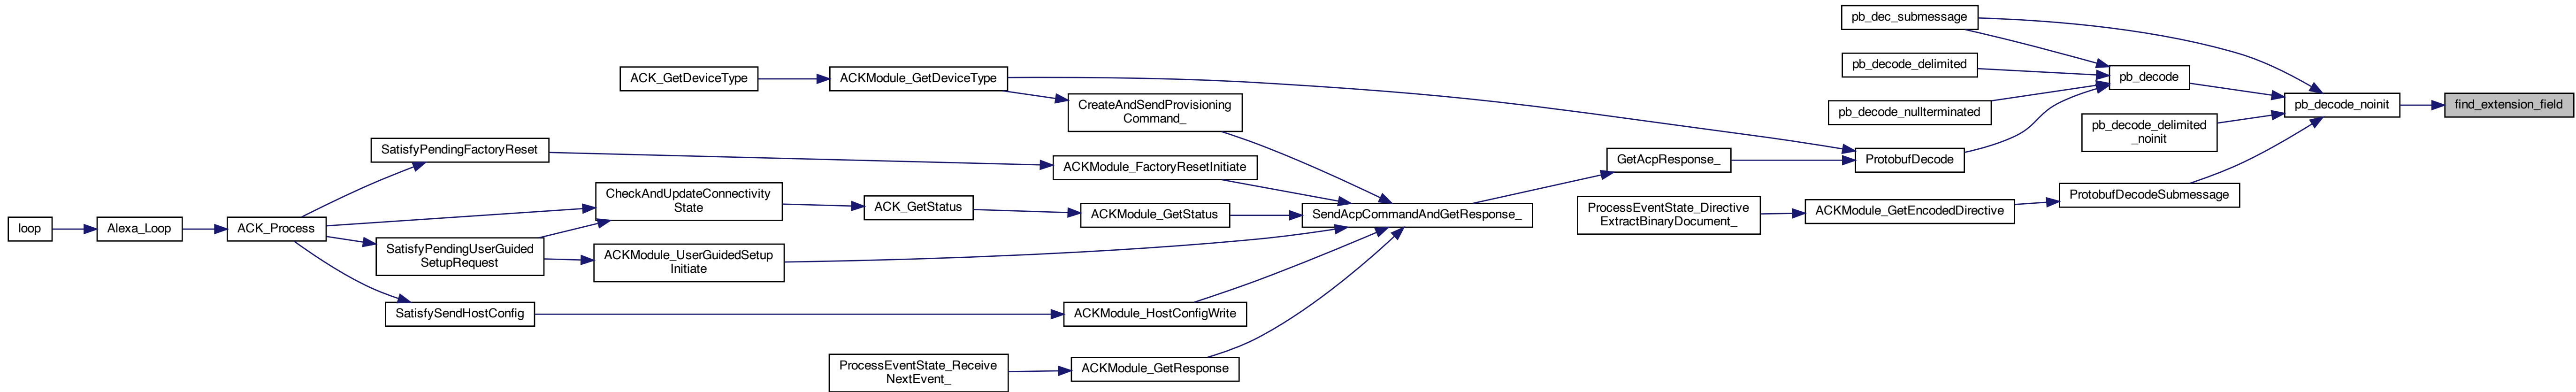 pb_dec_submessage
pb_decode_delimited
ACK_GetDeviceType
ACKModule_GetDeviceType
pb_decode
CreateAndSendProvisioning
Command_
pb_decode_nullterminated
pb_decode_noinit
find_extension_field
pb_decode_delimited
_noinit
SatisfyPendingFactoryReset
ACKModule_FactoryResetInitiate
GetAcpResponse_
ProtobufDecode
CheckAndUpdateConnectivity
State
ACK_GetStatus
ACKModule_GetStatus
SendAcpCommandAndGetResponse_
ProcessEventState_Directive
ExtractBinaryDocument_
ACKModule_GetEncodedDirective
ProtobufDecodeSubmessage
loop
Alexa_Loop
ACK_Process
SatisfyPendingUserGuided
SetupRequest
ACKModule_UserGuidedSetup
Initiate
SatisfySendHostConfig
ACKModule_HostConfigWrite
ProcessEventState_Receive
NextEvent_
ACKModule_GetResponse